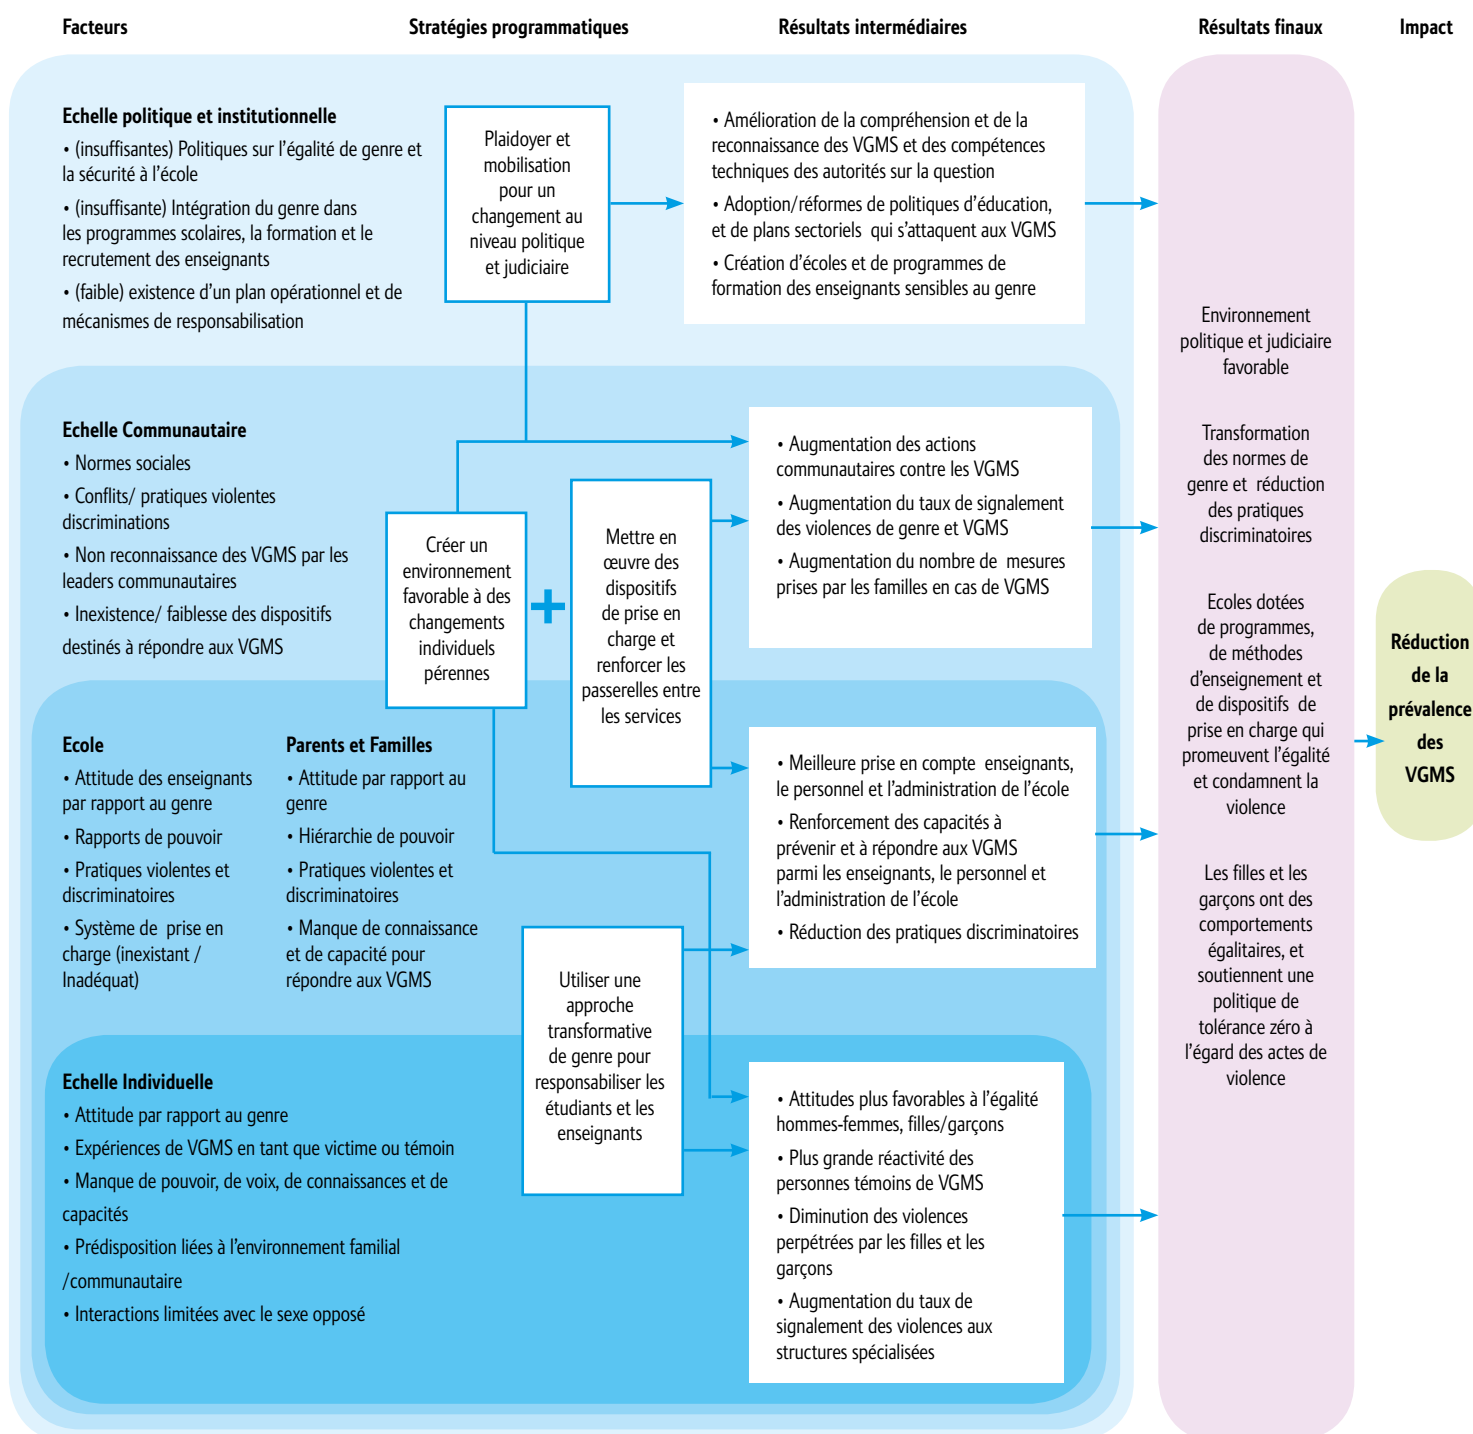 Facteurs
Stratégies programmatiques
Résultats intermédiaires
Résultats finaux
Impact
Echelle politique et institutionnelle
• (insuffisantes) Politiques sur l’égalité de genre et
la sécurité à l’école
• (insuffisante) Intégration du genre dans
les programmes scolaires, la formation et le
recrutement des enseignants
• (faible) existence d’un plan opérationnel et de
mécanismes de responsabilisation
Plaidoyer et
mobilisation
pour un
changement au
niveau politique
et judiciaire
• Amélioration de la compréhension et de la
reconnaissance des VGMS et des compétences
techniques des autorités sur la question
• Adoption/réformes de politiques d’éducation,
et de plans sectoriels qui s’attaquent aux VGMS
• Création d’écoles et de programmes de
formation des enseignants sensibles au genre
Echelle Communautaire
• Normes sociales
• Conflits/ pratiques violentes
discriminations
• Non reconnaissance des VGMS par les
leaders communautaires
• Inexistence/ faiblesse des dispositifs
destinés à répondre aux VGMS
Créer un
environnement
favorable à des
changements
individuels
pérennes
+
Mettre en
œuvre des
dispositifs
de prise en
charge et
renforcer les
passerelles entre
les services
• Augmentation des actions
communautaires contre les VGMS
• Augmentation du taux de signalement
des violences de genre et VGMS
• Augmentation du nombre de mesures
prises par les familles en cas de VGMS
Ecole
• Attitude des enseignants
par rapport au genre
• Rapports de pouvoir
• Pratiques violentes et
discriminatoires
• Système de prise en
charge (inexistant /
Inadéquat)
Parents et Familles
• Attitude par rapport au
genre
• Hiérarchie de pouvoir
• Pratiques violentes et
discriminatoires
• Manque de connaissance
et de capacité pour
répondre aux VGMS
• Meilleure prise en compte enseignants,
le personnel et l’administration de l’école
• Renforcement des capacités à
prévenir et à répondre aux VGMS
parmi les enseignants, le personnel et
l’administration de l’école
• Réduction des pratiques discriminatoires
Utiliser une
approche
transformative
de genre pour
responsabiliser les
étudiants et les
enseignants
Echelle Individuelle
• Attitude par rapport au genre
• Expériences de VGMS en tant que victime ou témoin
• Manque de pouvoir, de voix, de connaissances et de
capacités
• Prédisposition liées à l’environement familial
/communautaire
• Interactions limitées avec le sexe opposé
• Attitudes plus favorables à l’égalité
hommes-femmes, filles/garçons
• Plus grande réactivité des
personnes témoins de VGMS
• Diminution des violences
perpétrées par les filles et les
garçons
• Augmentation du taux de
signalement des violences aux
structures spécialisées
Environnement
politique et judiciaire
favorable
Transformation
des normes de
genre et réduction
des pratiques
discriminatoires
Ecoles dotées
de programmes,
de méthodes
d’enseignement et
de dispositifs de
prise en charge qui
promeuvent l’égalité
et condamnent la
violence
Les filles et les
garçons ont des
comportements
égalitaires, et
soutiennent une
politique de
tolérance zéro à
l’égard des actes de
violence
Réduction
de la
prévalence
des
VGMS